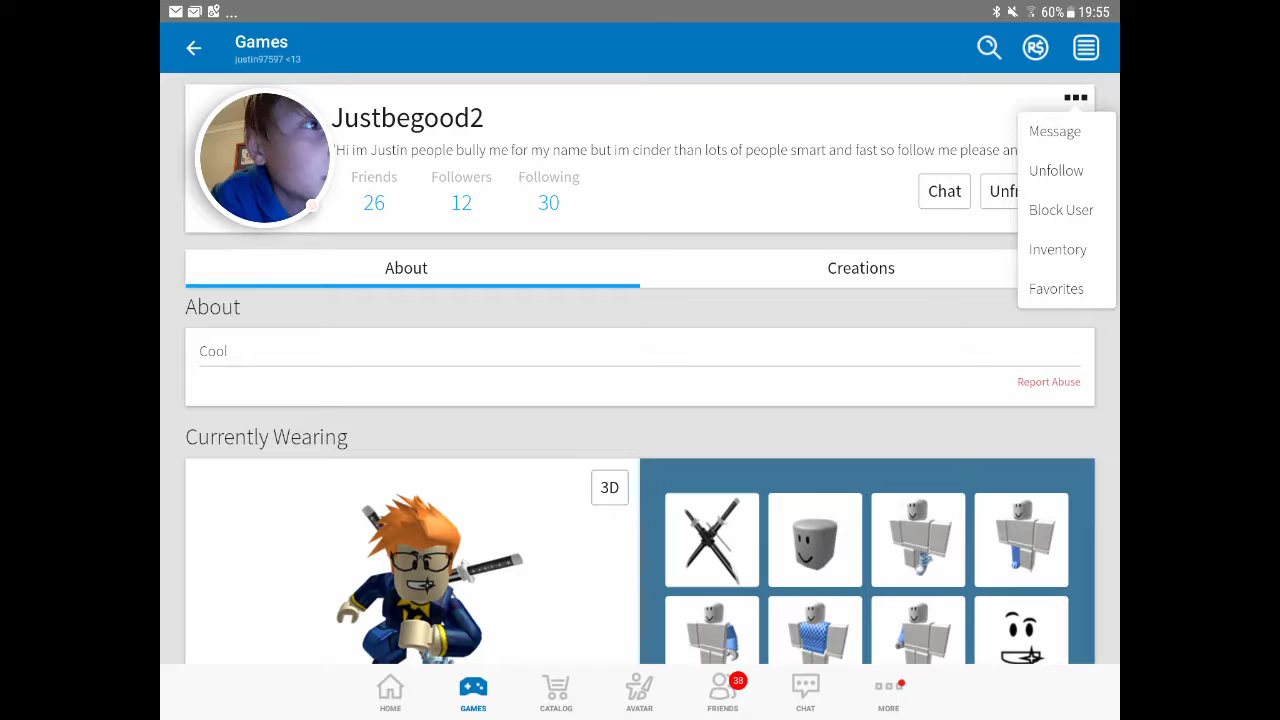 ...
60% 19:55
Games
justin97597 <13
R$
Justbegood2
"Hi im Justin people bully me for my name but im cinder than lots of people smart and fast so follow me please an
Friends
Followers
Following
26
12
30
Chat
Unfr
Message
Unfollow
Block User
Inventory
Favorites
About
Creations
About
Cool
Report Abuse
Currently Wearing
3D
38
HOME
GAMES
CATALOG
AVATAR
FRIENDS
CHAT
MORE